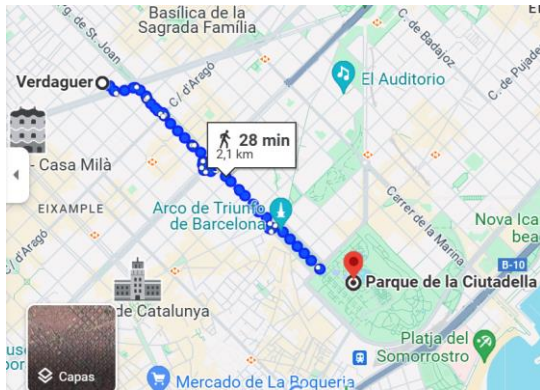 Basílica de la
Sagrada Família
El
C. de Badajoz
C. de Pujade
g de St. Joan
Verdaguer
C/ d'Aragó
El Auditorio
28 min
2,1 km
- Casa Milà
EIXAMPLE
Arco de Triunfo
de Barcelona
Carrer de la Marina
Nova Ica
bea
C/ d'Aragó
B-10
Parque de la Ciutadella
de Catalunya
Platja del
Somorrostro
Capas
Mercado de La Boqueria